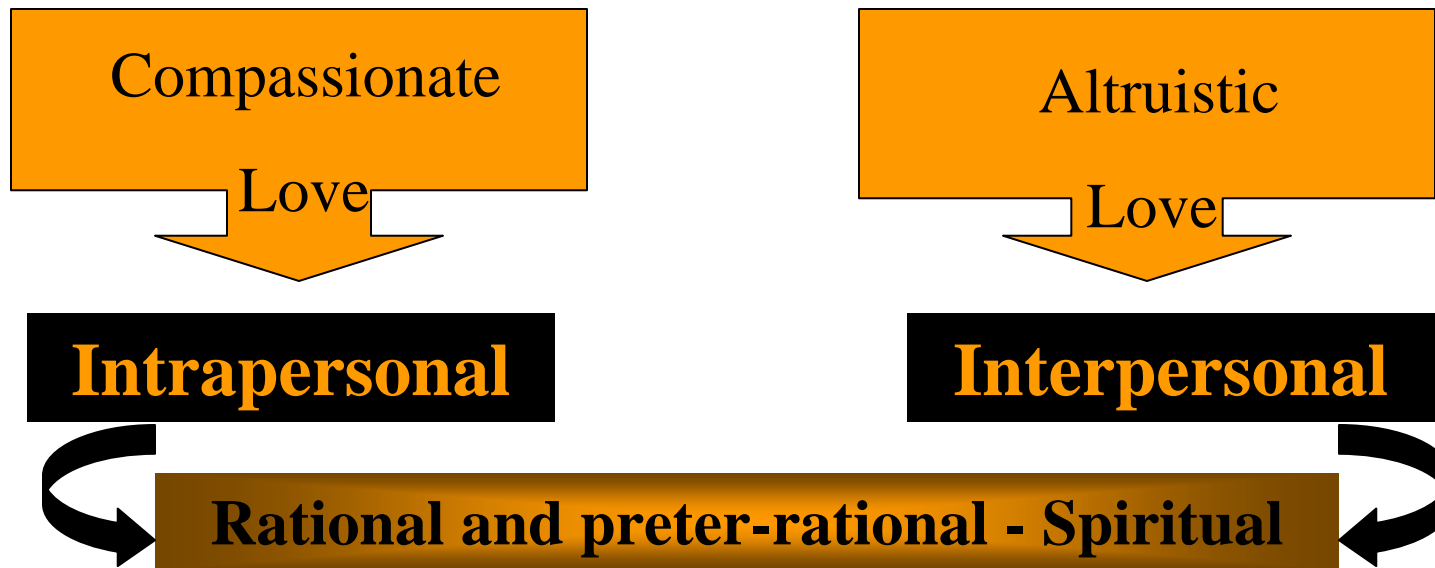 Compassionate
Love
Altruistic
Love
Intrapersonal
Interpersonal
Rational and preter-rational - Spiritual